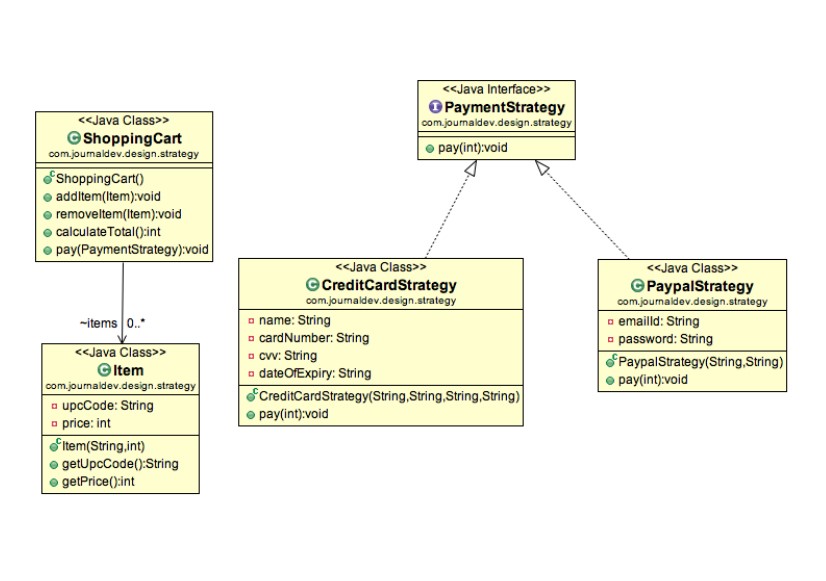 <<Java Class>>
ShoppingCart
com.journaldev.design.strategy
ShoppingCart()
addItem(Item):void
removeItem(Item):void
calculateTotal():int
pay(PaymentStrategy):void
~items 0..*
<<Java Class>>
Item
com.journaldev.design.strategy
upcCode: String
price: int
Item(String,int)
getUpcCode():String
getPrice():int
<<Java Interface>>
PaymentStrategy
com.journaldev.design.strategy
pay(int):void
<<Java Class>>
CreditCardStrategy
com.journaldev.design.strategy
name: String
cardNumber: String
cvv: String
dateOfExpiry: String
CreditCardStrategy(String,String,String,String)
pay(int):void
<<Java Class>>
PaypalStrategy
com.journaldev.design.strategy
emailId: String
password: String
PaypalStrategy(String,String)
pay(int):void